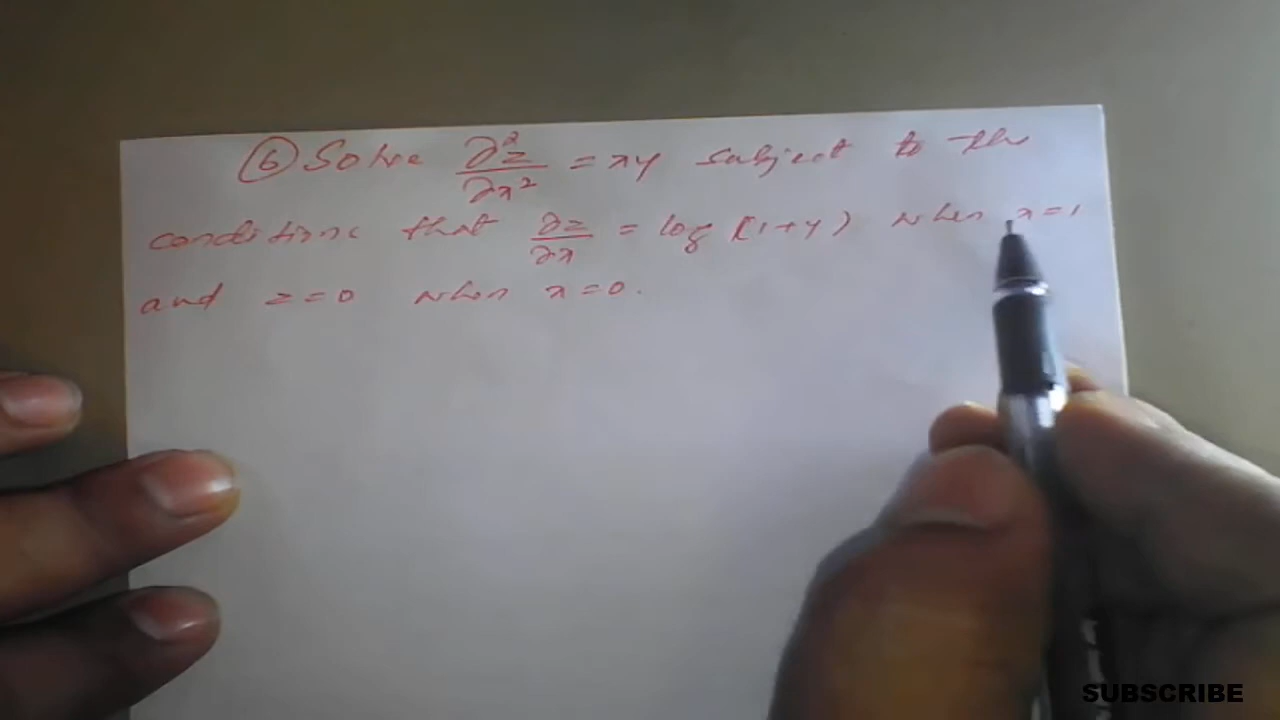 ⑥ Solve ∂²z/∂x² = xy subject to the
conditions that ∂z/∂x = log (1+y) when x=1
and z=0 when x=0.
SUBSCRIBE